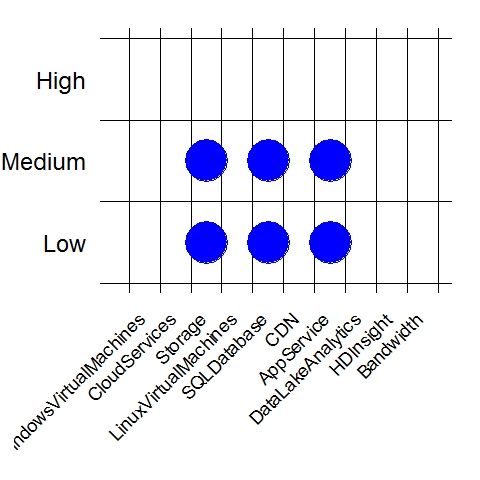 High
Medium
Low
ndowsVirtualMachines
CloudServices
Storage
LinuxVirtualMachines
SQLDatabase
CDN
AppService
DataLakeAnalytics
HDInsight
Bandwidth